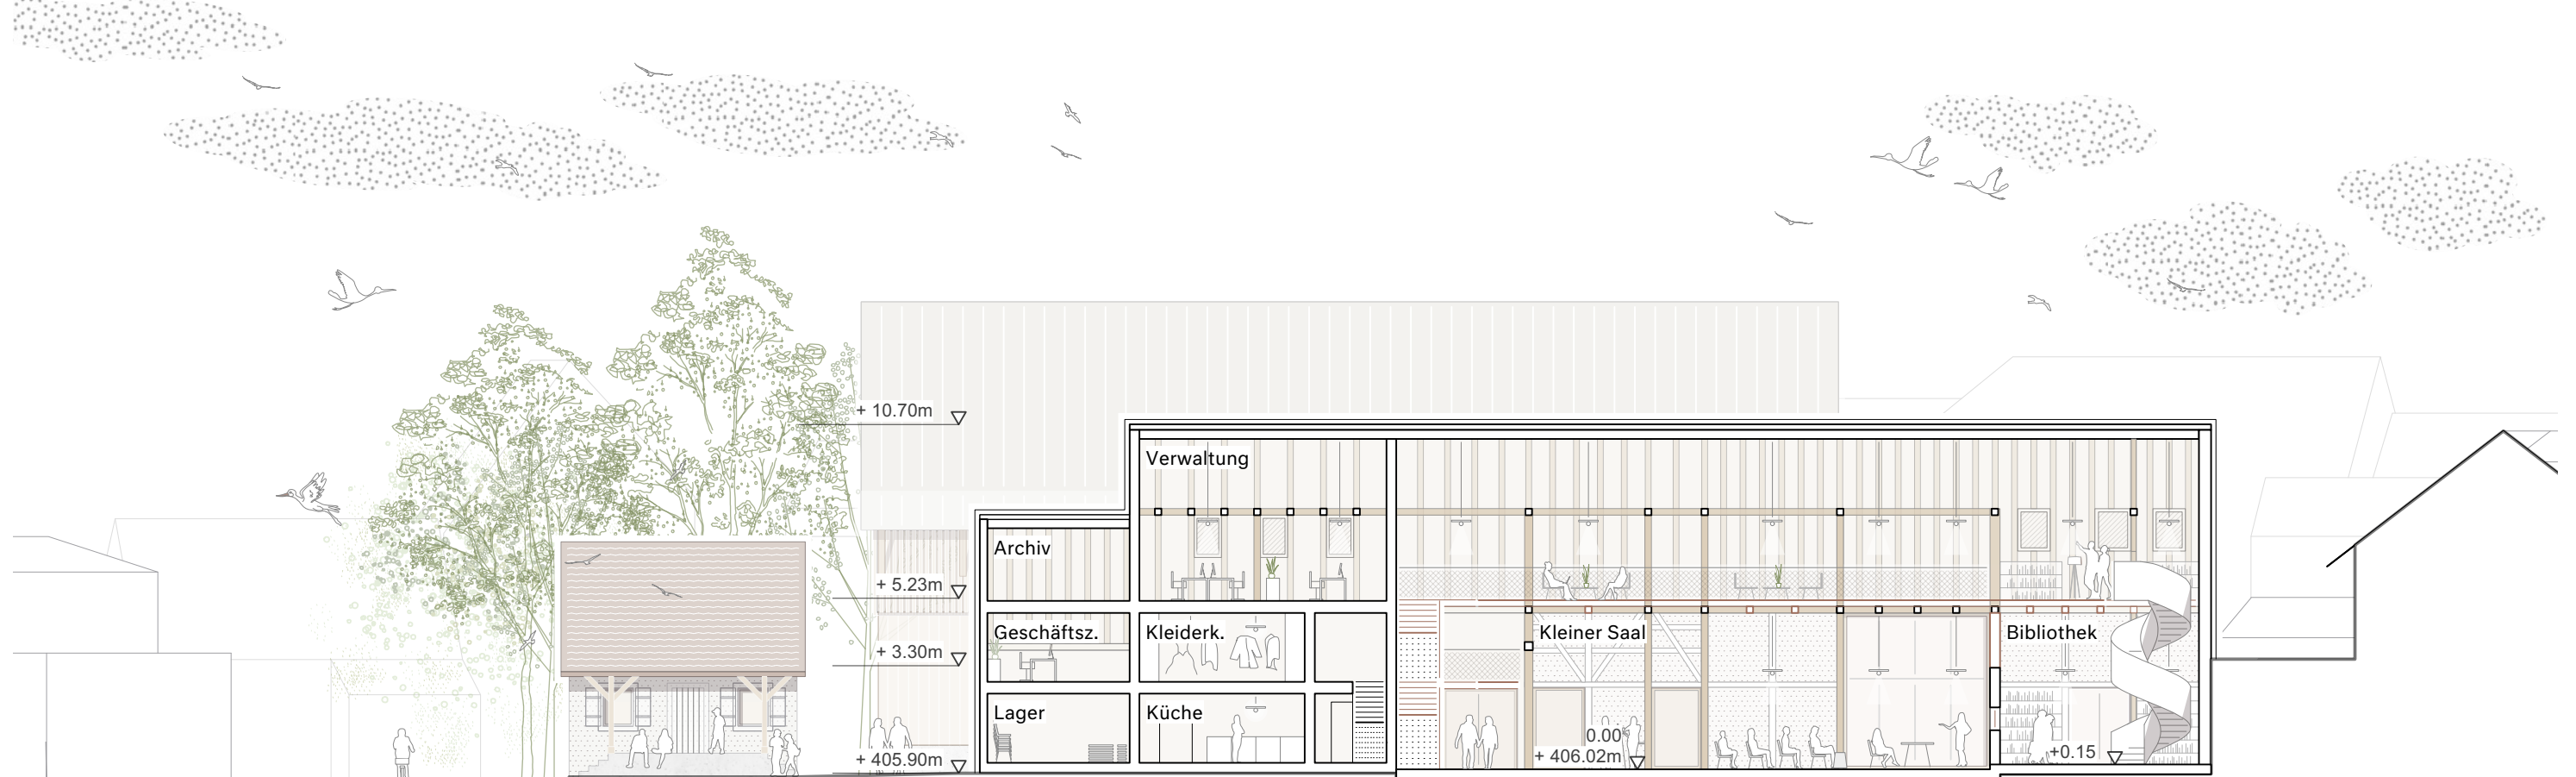 + 10.70m
Verwaltung
Archiv
+ 5.23m
Geschäftsz.
Kleiderk.
Kleiner Saal
Bibliothek
+ 3.30m
Lager
Küche
0.00
+ 406.02m
+0.15
+ 405.90m